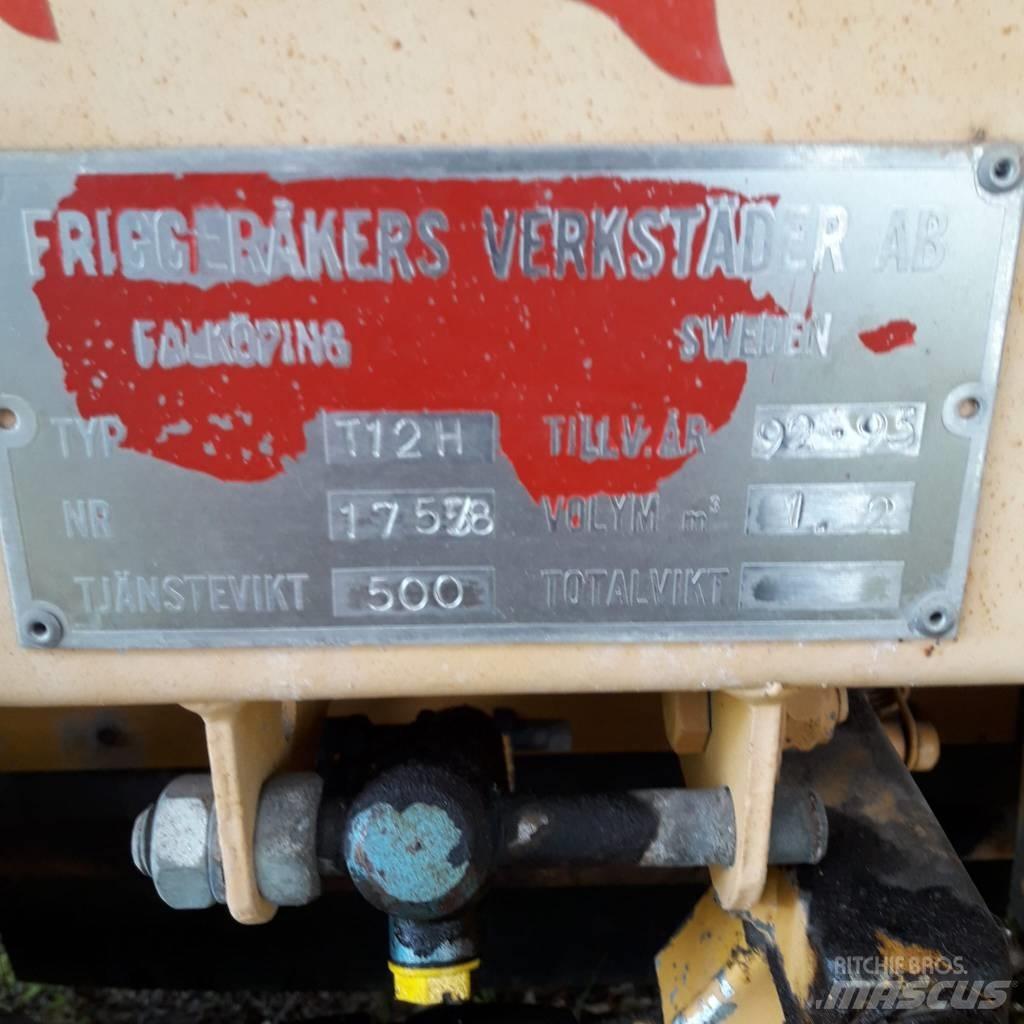 FRIGGERÅKERS VERKSTÄDER AB
FALKÖPING SWEDEN
TYP T12H TILLV.ÅR 92.95
NR VOLYM m³ 1.2
TJÄNSTEVIKT 500 TOTALVIKT
RITCHIE BROS.
MASCUS